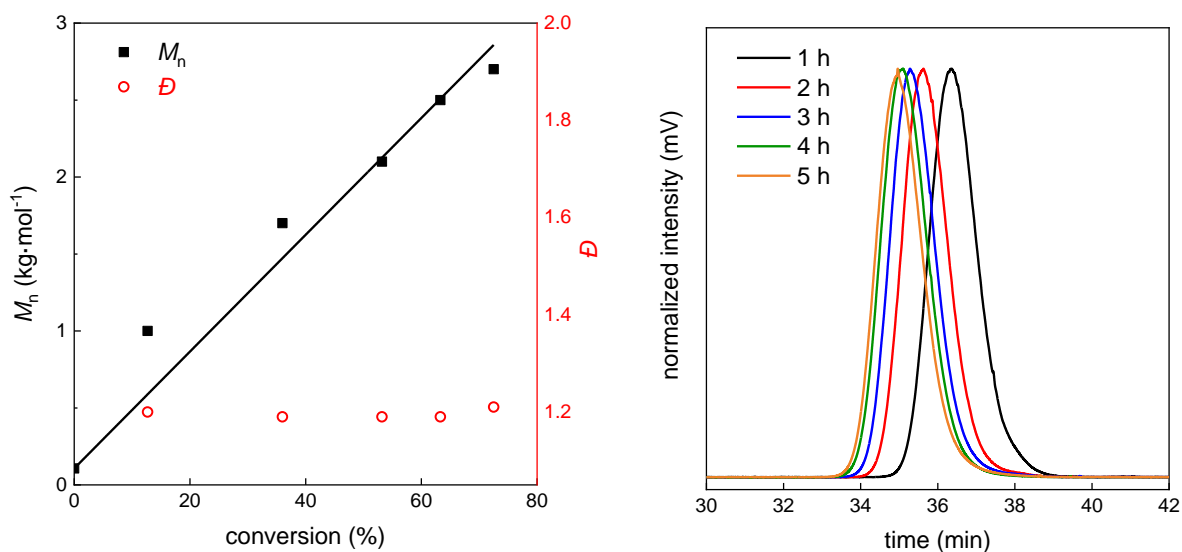 3
2
1
0
M_n (kg·mol⁻¹)
M_n
Đ
0
20
40
60
80
conversion (%)
2.0
1.8
1.6
1.4
1.2
Đ
normalized intensity (mV)
1 h
2 h
3 h
4 h
5 h
30
32
34
36
38
40
42
time (min)